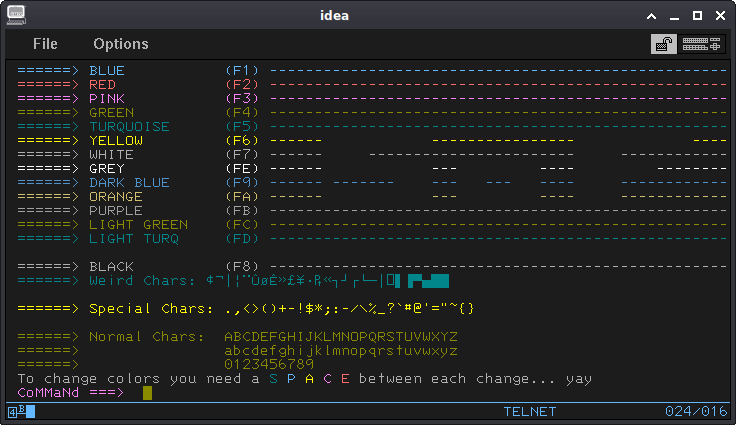 idea
File Options
======> BLUE (F1) ---------------------------------------------------
======> RED (F2) ---------------------------------------------------
======> PINK (F3) ---------------------------------------------------
======> GREEN (F4) ---------------------------------------------------
======> TURQUOISE (F5) ---------------------------------------------------
======> YELLOW (F6) ------ ---------------- ----
======> WHITE (F7) ----- --------------------------- ------------
======> GREY (FE) ------ --- ---- -----
======> DARK BLUE (F9) ------ ------- --- --- ---- ------------
======> ORANGE (FA) ------ --- ---- ------------
======> PURPLE (FB) ---------------------------------------------------
======> LIGHT GREEN (FC) ---------------------------------------------------
======> LIGHT TURQ (FD) ---------------------------------------------------
======> BLACK (F8)
======> Weird Chars:
======> Special Chars: .,<>()+-!$*;:-/\%_?`#@'="~{}
======> Normal Chars: ABCDEFGHIJKLMNOPQRSTUVWXYZ
======> abcdefghijklmnopqrstuvwxyz
======> 0123456789
To change colors you need a S P A C E between each change... yay
CoMMaNd ===>
4 B TELNET 024/016